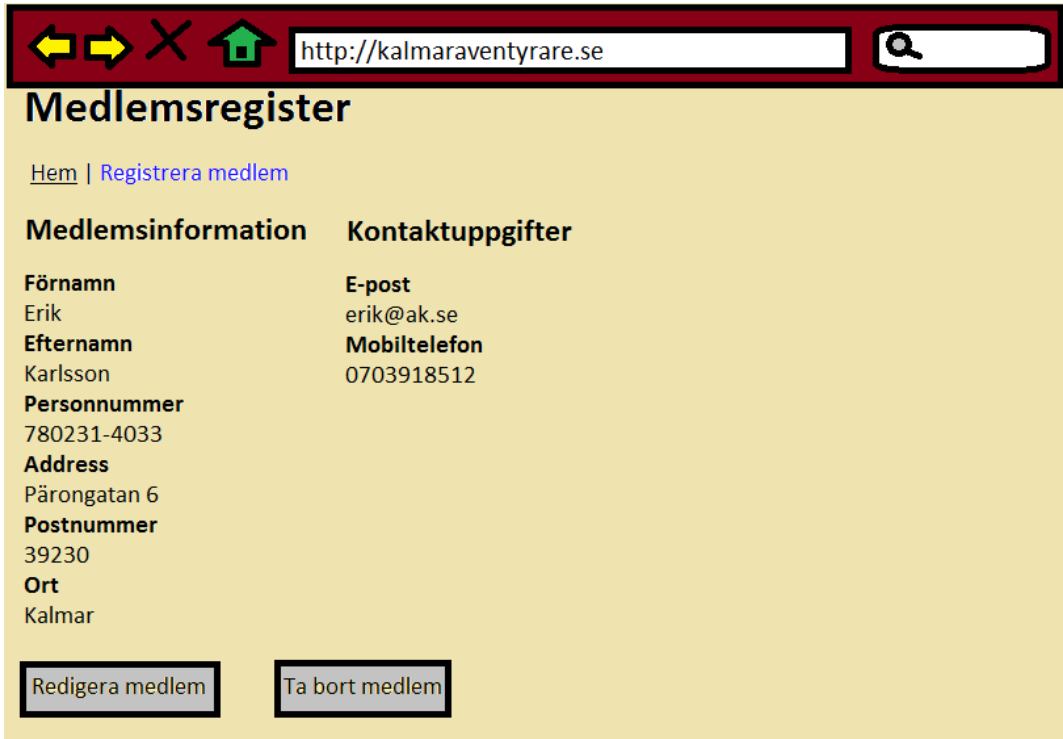 http://kalmaraventyrare.se
Medlemsregister
Hem | Registrera medlem
Medlemsinformation
Förnamn
Erik
Efternamn
Karlsson
Personnummer
780231-4033
Address
Pärongatan 6
Postnummer
39230
Ort
Kalmar
Kontaktuppgifter
E-post
erik@ak.se
Mobiltelefon
0703918512
Redigera medlem
Ta bort medlem